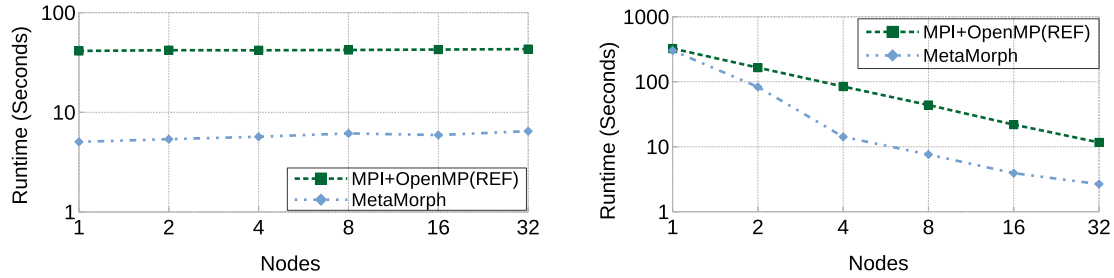 100
10
1
Runtime (Seconds)
MPI+OpenMP(REF)
MetaMorph
1 2 4 8 16 32
Nodes
1000
100
10
1
Runtime (Seconds)
MPI+OpenMP(REF)
MetaMorph
1 2 4 8 16 32
Nodes